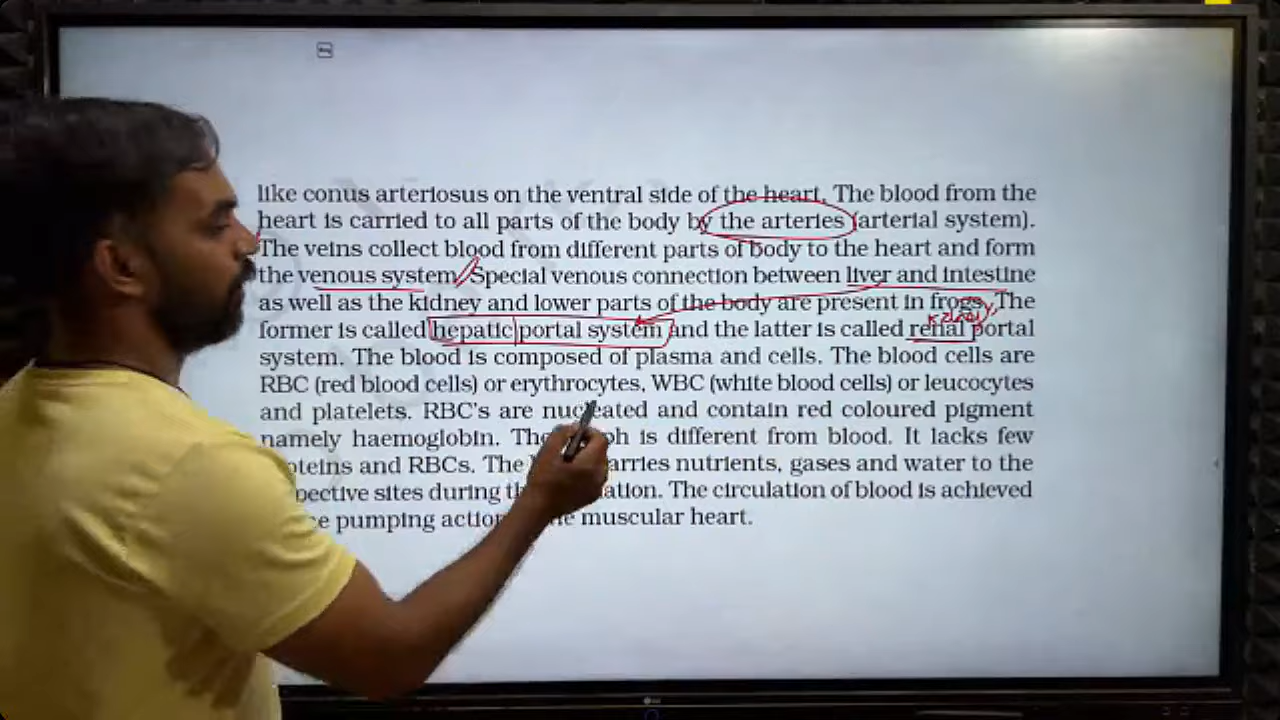 like conus arteriosus on the ventral side of the heart. The blood from the
heart is carried to all parts of the body by the arteries (arterial system).
The veins collect blood from different parts of body to the heart and form
the venous system. Special venous connection between liver and intestine
as well as the kidney and lower parts of the body are present in frogs. The
kidney
former is called hepatic portal system and the latter is called renal portal
system. The blood is composed of plasma and cells. The blood cells are
RBC (red blood cells) or erythrocytes, WBC (white blood cells) or leucocytes
and platelets. RBC's are nucleated and contain red coloured pigment
namely haemoglobin. The ph is different from blood. It lacks few
oteins and RBCs. The arries nutrients, gases and water to the
pective sites during th ation. The circulation of blood is achieved
e pumping action e muscular heart.